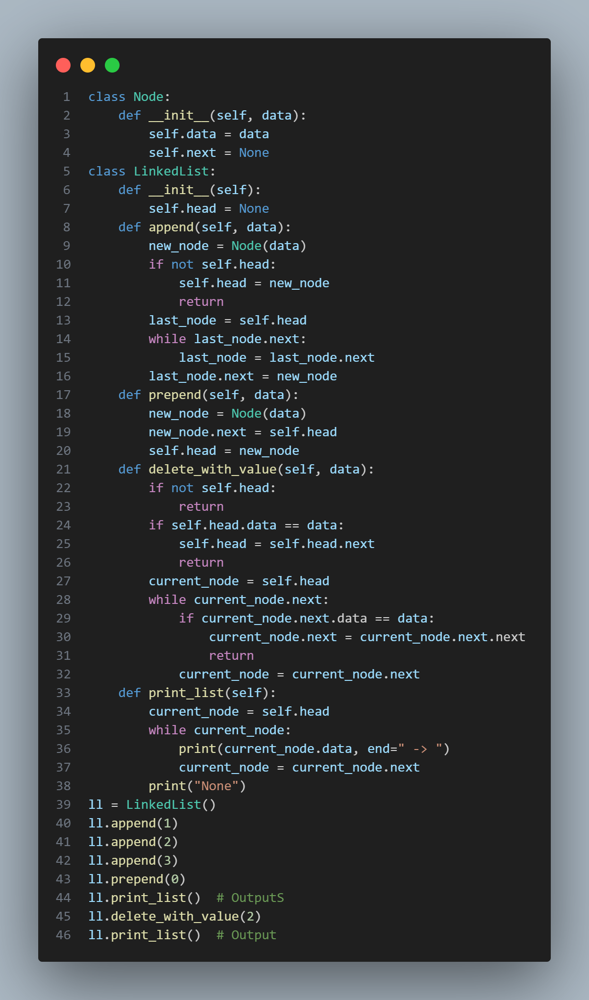 1 class Node:
2     def __init__(self, data):
3         self.data = data
4         self.next = None
5 class LinkedList:
6     def __init__(self):
7         self.head = None
8     def append(self, data):
9         new_node = Node(data)
10         if not self.head:
11             self.head = new_node
12             return
13         last_node = self.head
14         while last_node.next:
15             last_node = last_node.next
16         last_node.next = new_node
17     def prepend(self, data):
18         new_node = Node(data)
19         new_node.next = self.head
20         self.head = new_node
21     def delete_with_value(self, data):
22         if not self.head:
23             return
24         if self.head.data == data:
25             self.head = self.head.next
26             return
27         current_node = self.head
28         while current_node.next:
29             if current_node.next.data == data:
30                 current_node.next = current_node.next.next
31                 return
32             current_node = current_node.next
33     def print_list(self):
34         current_node = self.head
35         while current_node:
36             print(current_node.data, end=" -> ")
37             current_node = current_node.next
38         print("None")
39 ll = LinkedList()
40 ll.append(1)
41 ll.append(2)
42 ll.append(3)
43 ll.prepend(0)
44 ll.print_list()  # OutputS
45 ll.delete_with_value(2)
46 ll.print_list()  # Output